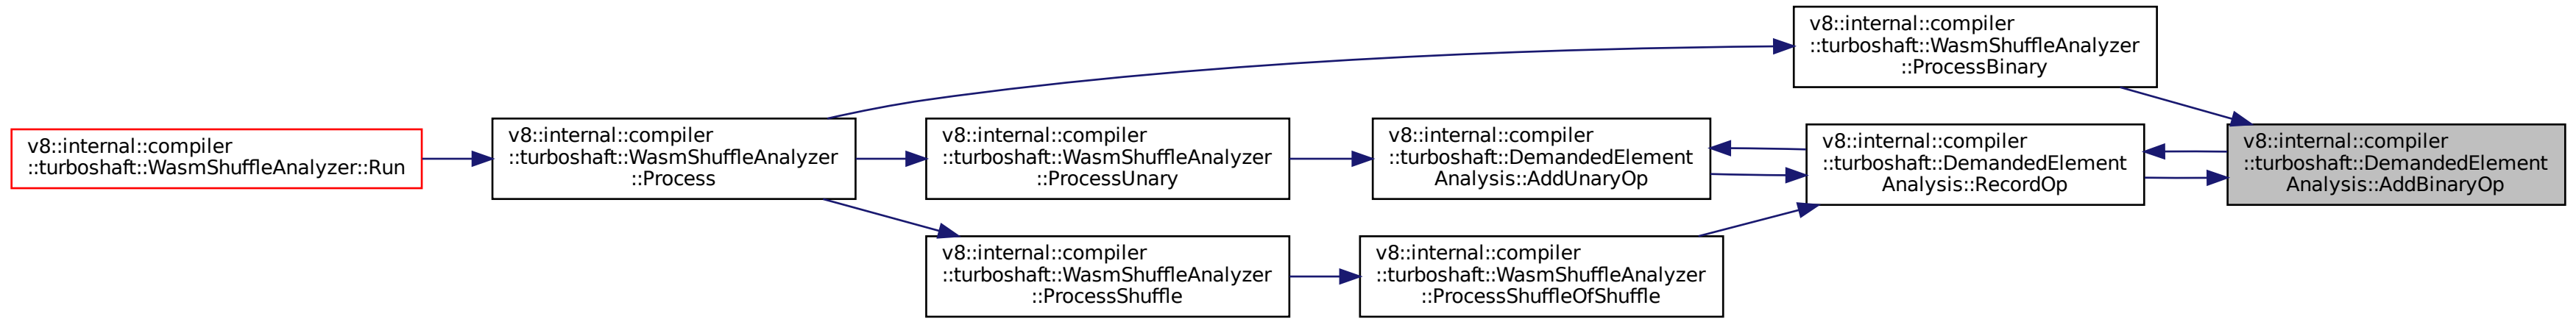 v8::internal::compiler
::turboshaft::WasmShuffleAnalyzer::Run
v8::internal::compiler
::turboshaft::WasmShuffleAnalyzer
::Process
v8::internal::compiler
::turboshaft::WasmShuffleAnalyzer
::ProcessUnary
v8::internal::compiler
::turboshaft::WasmShuffleAnalyzer
::ProcessShuffle
v8::internal::compiler
::turboshaft::DemandedElement
Analysis::AddUnaryOp
v8::internal::compiler
::turboshaft::WasmShuffleAnalyzer
::ProcessShuffleOfShuffle
v8::internal::compiler
::turboshaft::WasmShuffleAnalyzer
::ProcessBinary
v8::internal::compiler
::turboshaft::DemandedElement
Analysis::RecordOp
v8::internal::compiler
::turboshaft::DemandedElement
Analysis::AddBinaryOp